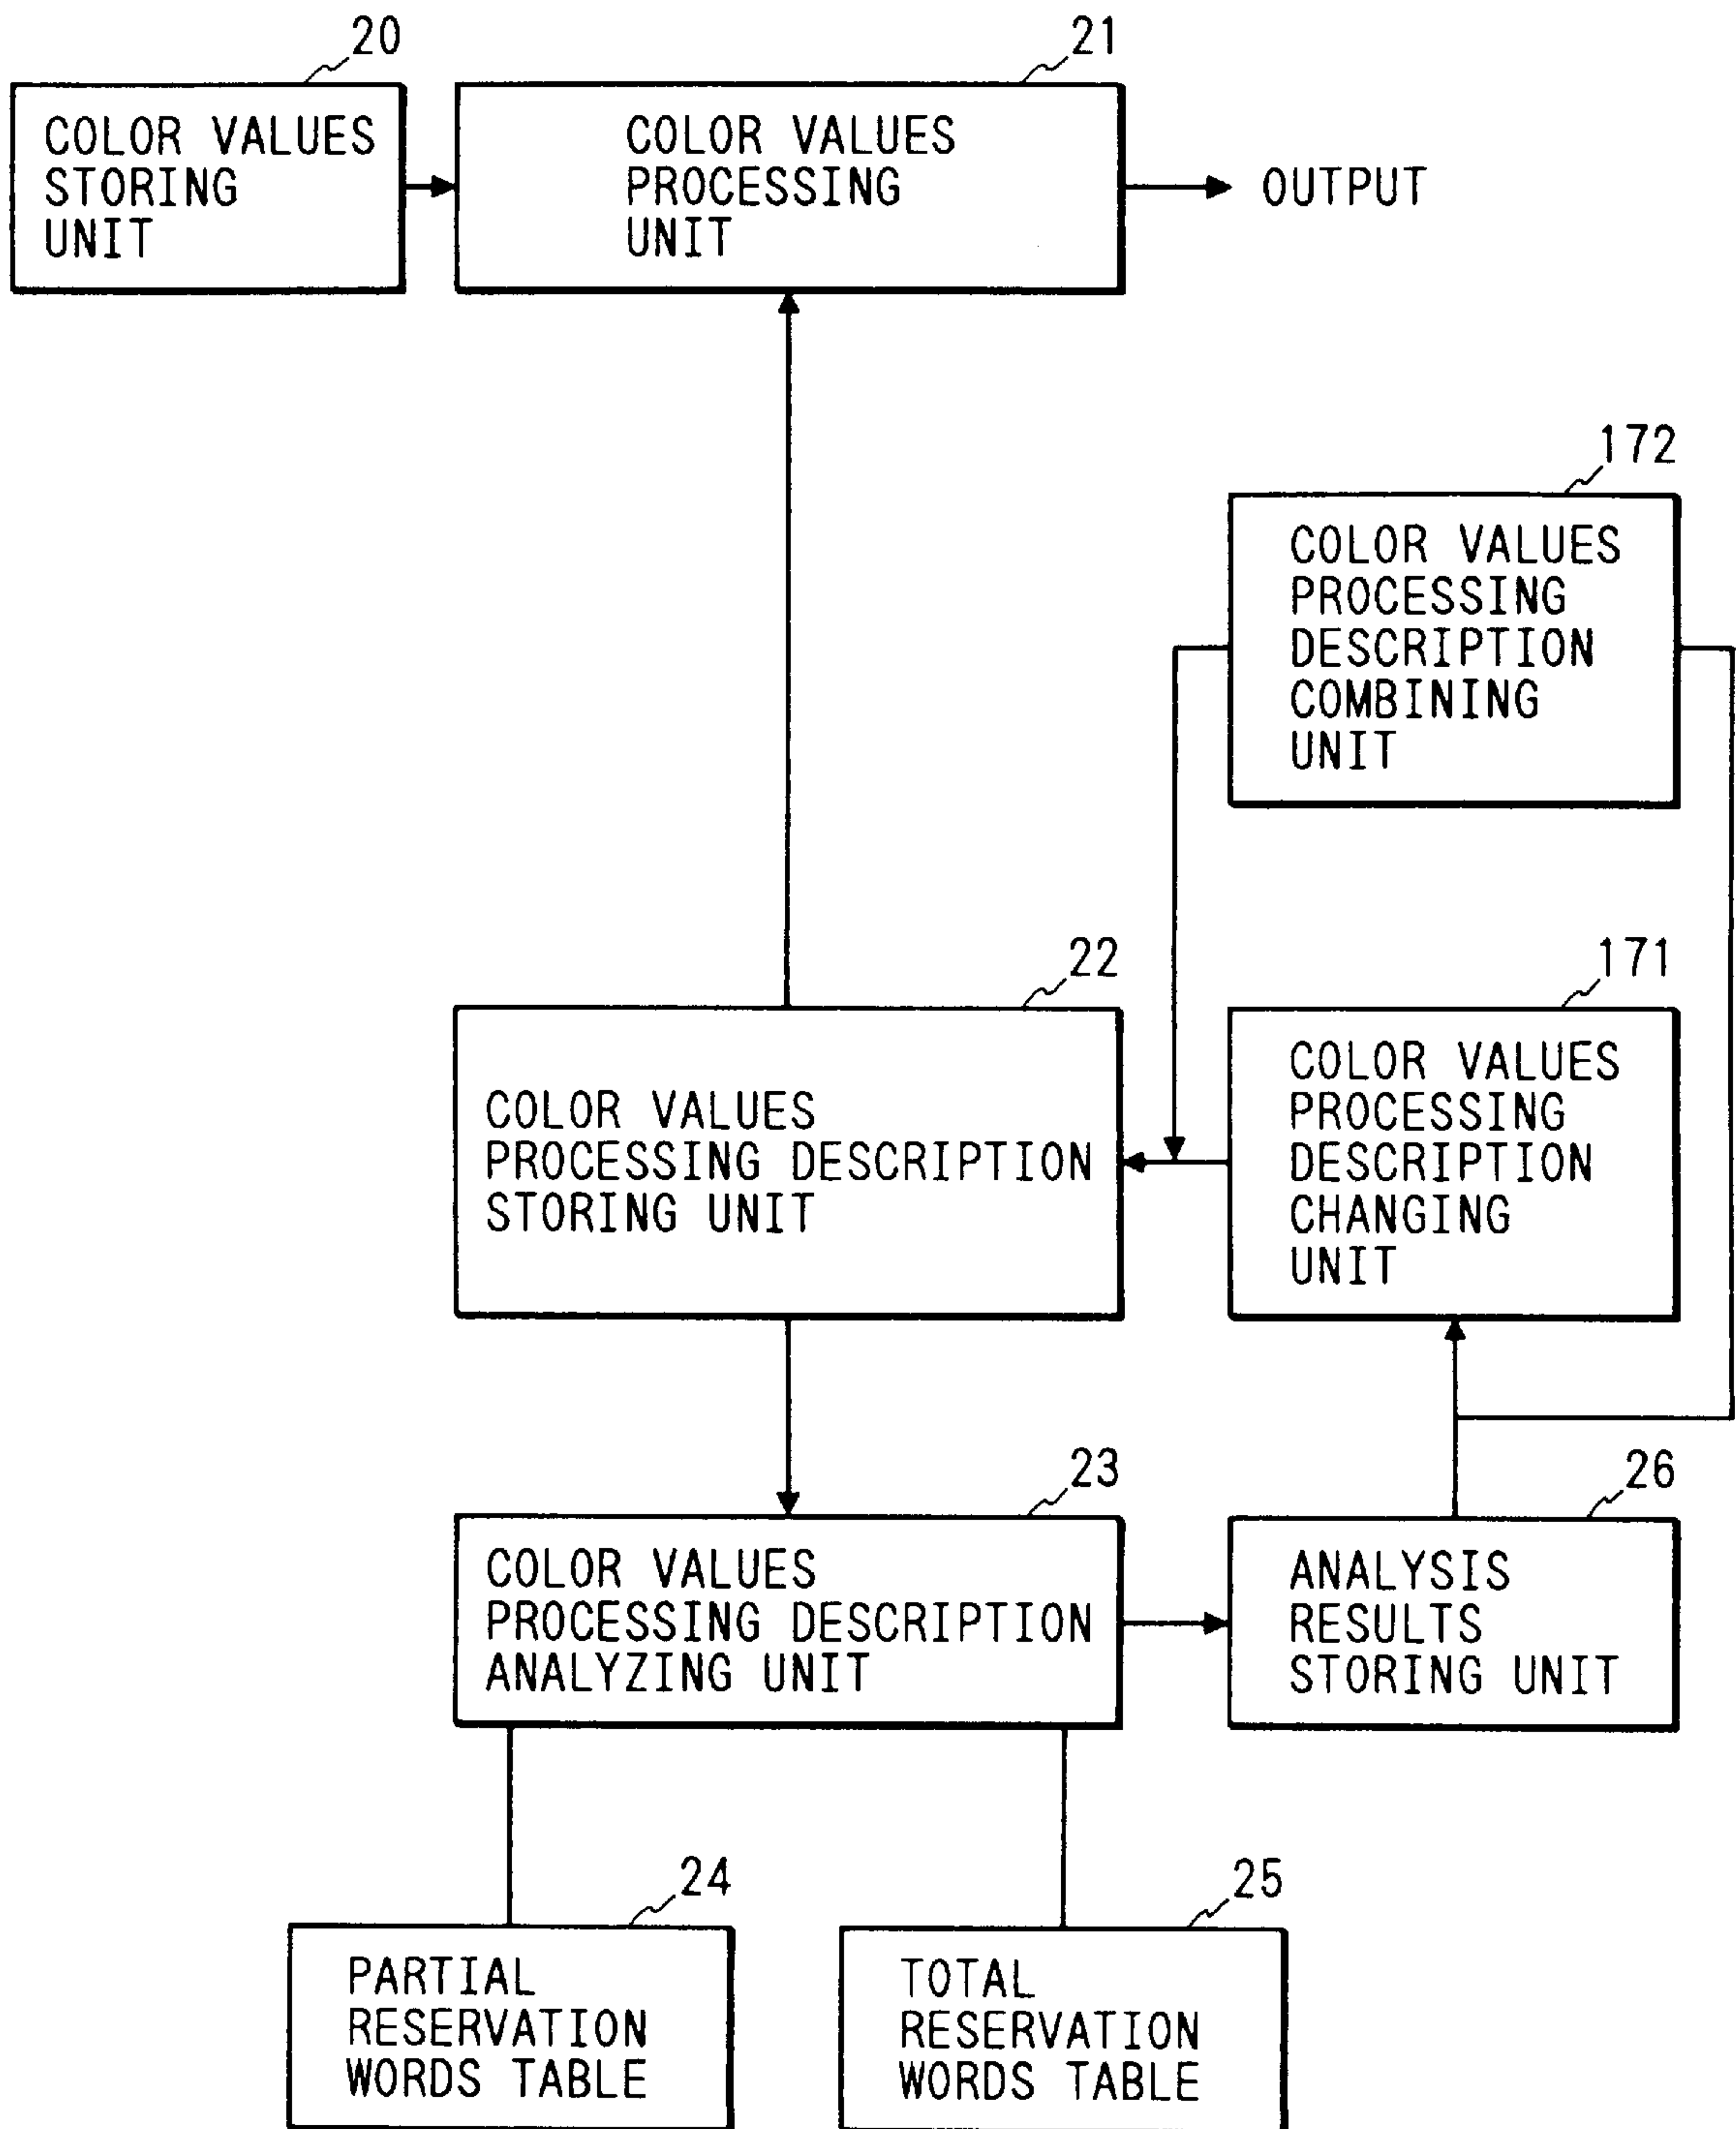 20
COLOR VALUES
STORING
UNIT
21
COLOR VALUES
PROCESSING
UNIT
OUTPUT
172
COLOR VALUES
PROCESSING
DESCRIPTION
COMBINING
UNIT
22
COLOR VALUES
PROCESSING DESCRIPTION
STORING UNIT
171
COLOR VALUES
PROCESSING
DESCRIPTION
CHANGING
UNIT
23
COLOR VALUES
PROCESSING DESCRIPTION
ANALYZING UNIT
26
ANALYSIS
RESULTS
STORING UNIT
24
PARTIAL
RESERVATION
WORDS TABLE
25
TOTAL
RESERVATION
WORDS TABLE